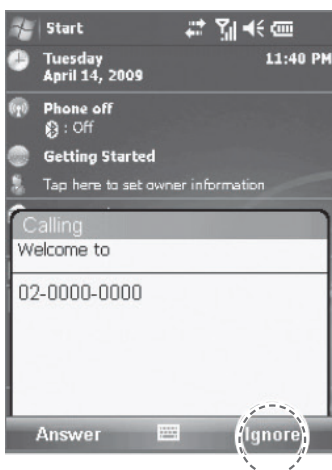 Start
Tuesday
April 14, 2009
11:40 PM
Phone off
: Off
Getting Started
Tap here to set owner information
Calling
Welcome to
02-0000-0000
Answer
Ignore